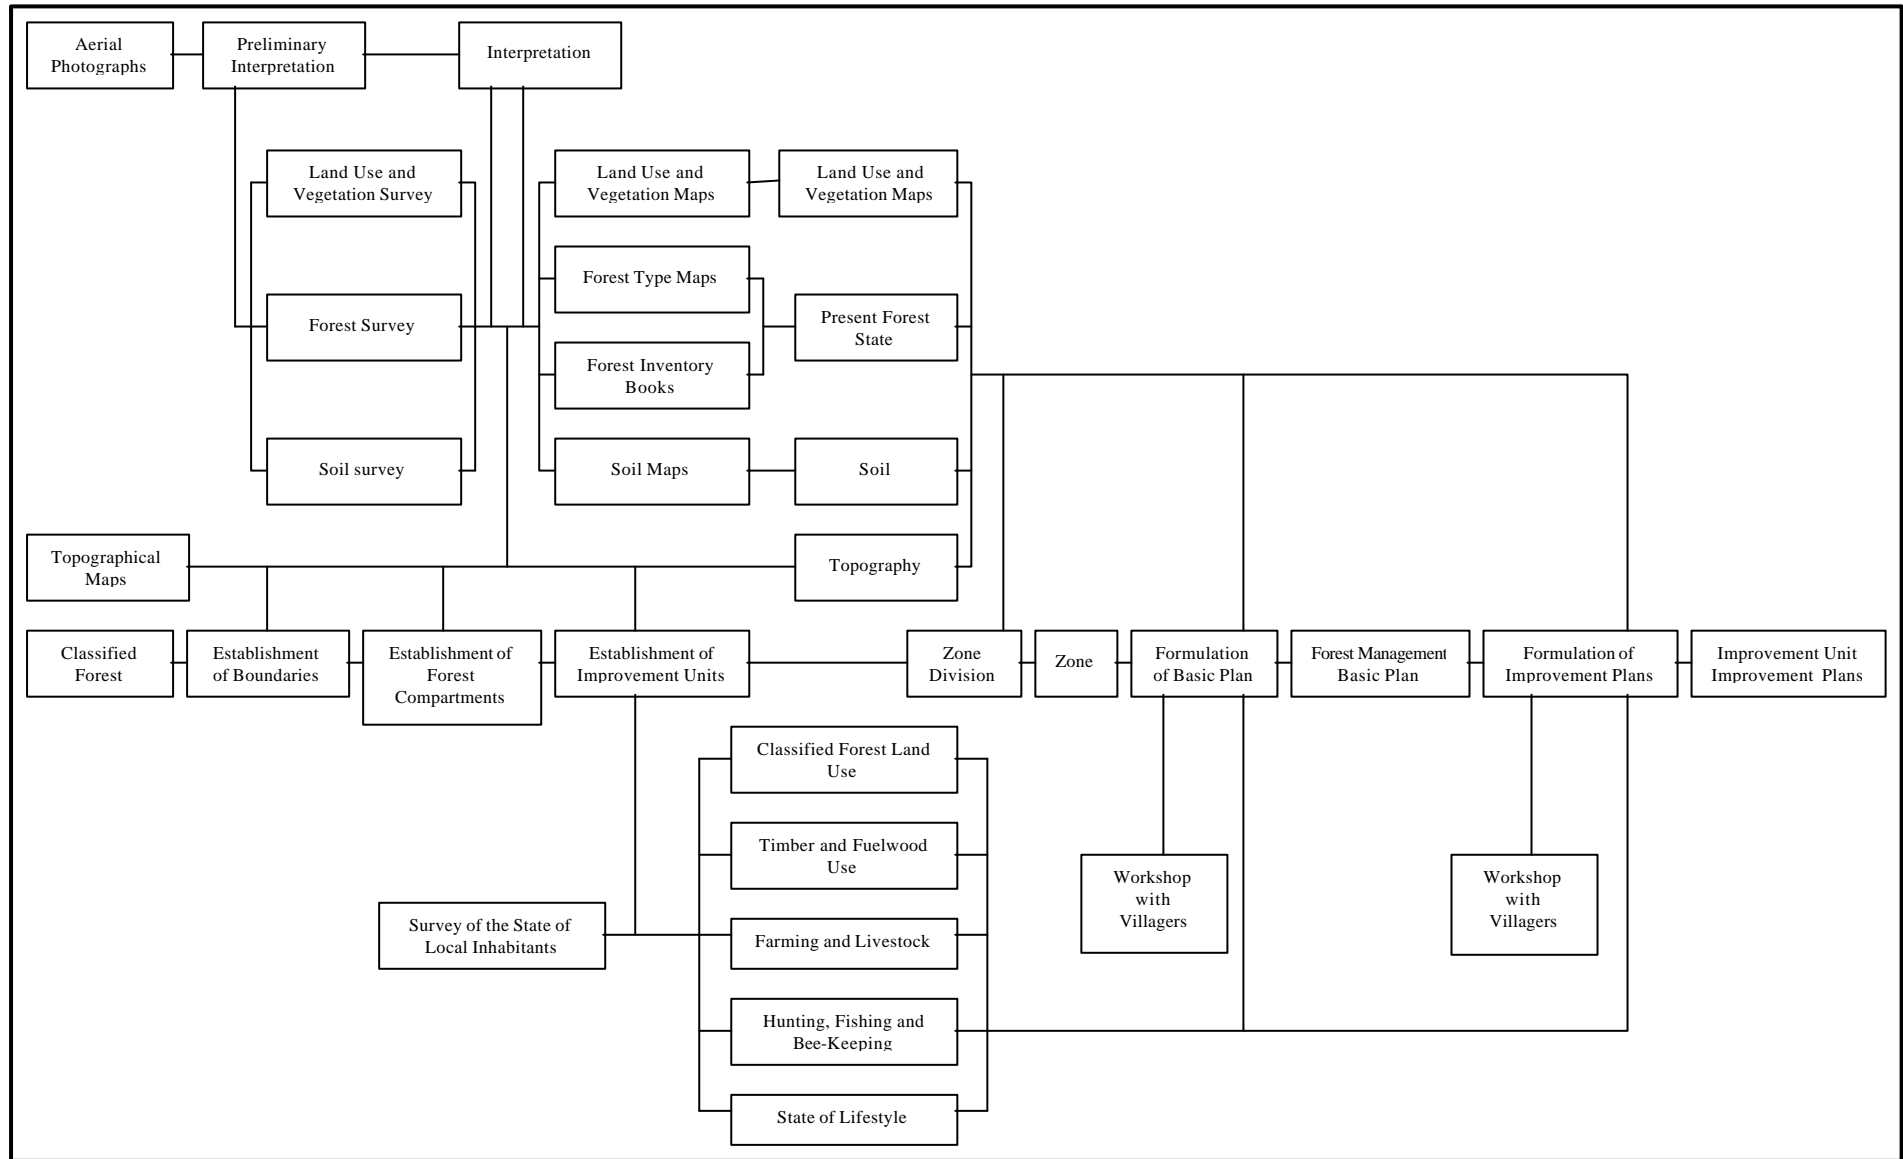 Aerial
Photographs
Preliminary
Interpretation
Interpretation
Land Use and
Vegetation Survey
Land Use and
Vegetation Maps
Land Use and
Vegetation Maps
Forest Type Maps
Forest Survey
Present Forest
State
Forest Inventory
Books
Soil survey
Soil Maps
Soil
Topographical
Maps
Topography
Classified
Forest
Establishment
of Boundaries
Establishment of
Forest
Compartments
Establishment of
Improvement Units
Zone
Division
Zone
Formulation
of Basic Plan
Forest Management
Basic Plan
Formulation of
Improvement Plans
Improvement Unit
Improvement Plans
Classified Forest Land
Use
Timber and Fuelwood
Use
Workshop
with
Villagers
Workshop
with
Villagers
Survey of the State of
Local Inhabitants
Farming and Livestock
Hunting, Fishing and
Bee-Keeping
State of Lifestyle